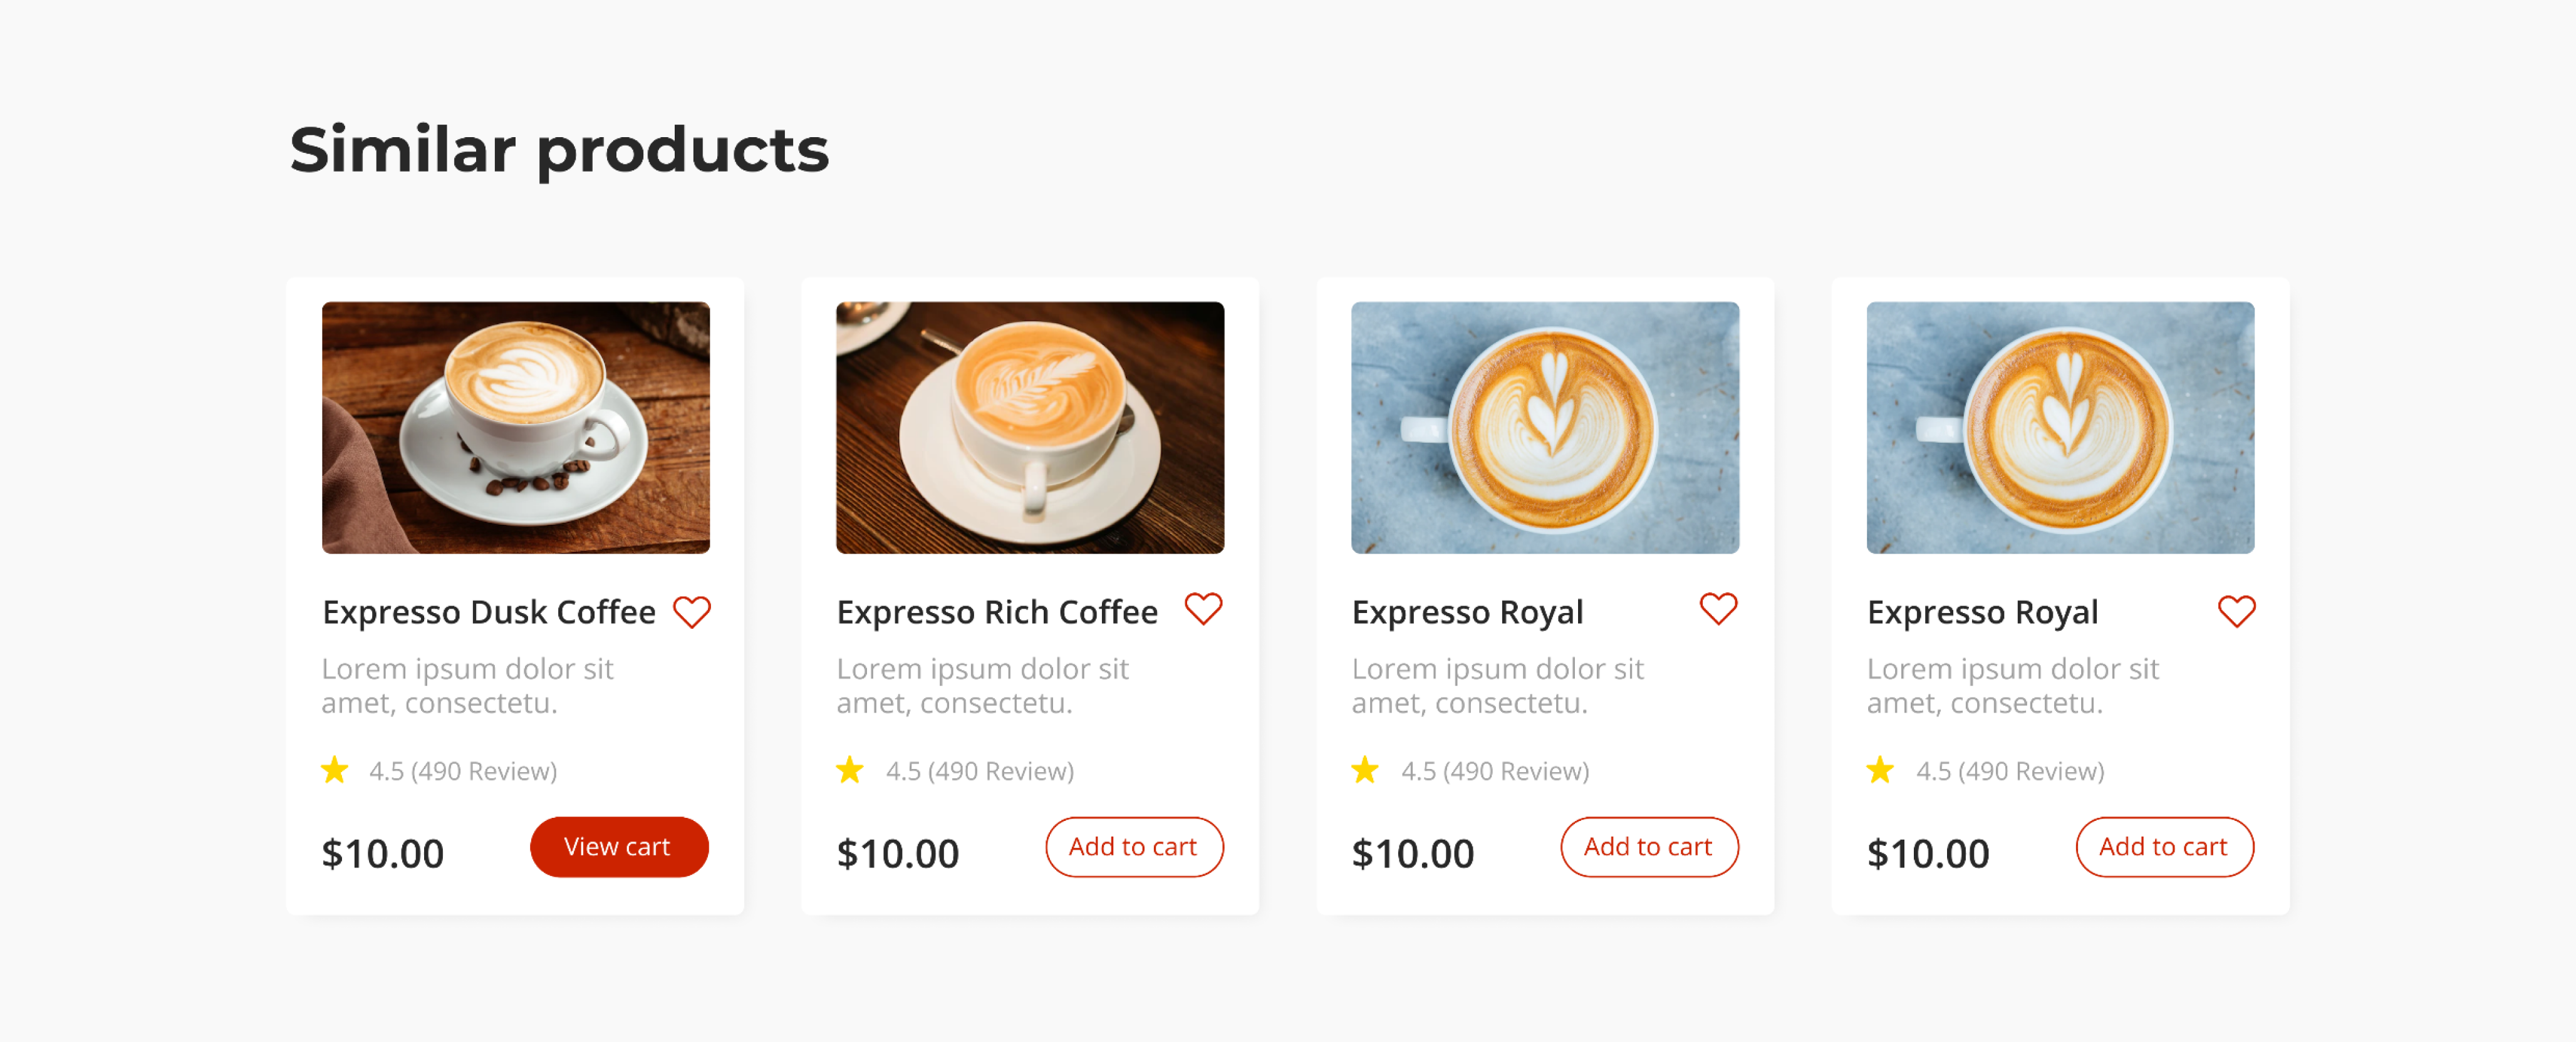 Similar products
Expresso Dusk Coffee
Lorem ipsum dolor sit
amet, consectetu.
4.5 (490 Review)
$10.00
View cart
Expresso Rich Coffee
Lorem ipsum dolor sit
amet, consectetu.
4.5 (490 Review)
$10.00
Add to cart
Expresso Royal
Lorem ipsum dolor sit
amet, consectetu.
4.5 (490 Review)
$10.00
Add to cart
Expresso Royal
Lorem ipsum dolor sit
amet, consectetu.
4.5 (490 Review)
$10.00
Add to cart